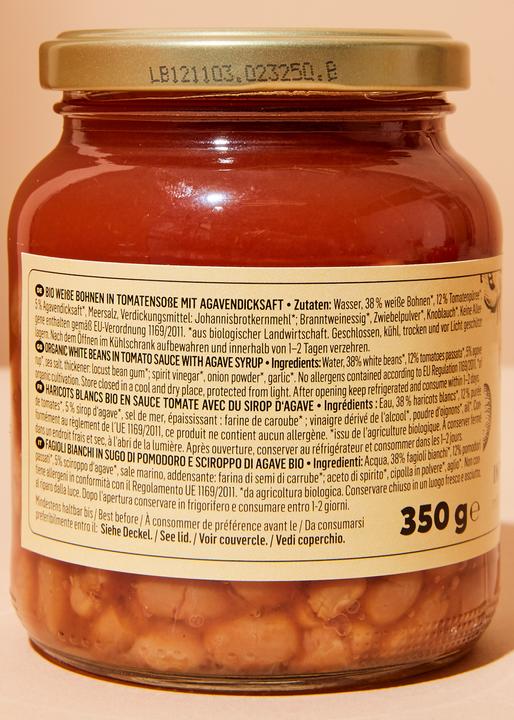 LB121103.023250.B
DE BIO WEIßE BOHNEN IN TOMATENSOßE MIT AGAVENDICKSAFT • Zutaten: Wasser, 38 % weiße Bohnen*, 12 % Tomatenpüree*,
5 % Agavendicksaft*, Meersalz, Verdickungsmittel: Johannisbrotkernmehl*; Branntweinessig*, Zwiebelpulver*, Knoblauch*. Keine Aller
gene enthalten gemäß EU-Verordnung 1169/2011. *aus biologischer Landwirtschaft. Geschlossen, kühl, trocken und vor Licht geschützt
lagern. Nach dem Öffnen im Kühlschrank aufbewahren und innerhalb von 1–2 Tagen verzehren.
ORGANIC WHITE BEANS IN TOMATO SAUCE WITH AGAVE SYRUP • Ingredients: Water, 38% white beans*, 12% tomatoes passata*, 5% agave
sea salt, thickener: locust bean gum*; spirit vinegar*, onion powder*, garlic*. No allergens contained according to EU Regulation 1169/2011. *of
organic cultivation. Store closed in a cool and dry place, protected from light. After opening keep refrigerated and consume within 1–2 days.
HARICOTS BLANCS BIO EN SAUCE TOMATE AVEC DU SIROP D'AGAVE • Ingrédients : Eau, 38 % haricots blancs*, 12% purée
de tomates*, 5% sirop d'agave*, sel de mer, épaississant : farine de caroube* ; vinaigre dérivé de l'alcool*, poudre d'oignons*, ail*. Con
formément au règlement de l'UE 1169/2011, ce produit ne contient aucun allergène. *issu de l'agriculture biologique. À conserver fermé
dans un endroit frais et sec, à l'abri de la lumière. Après ouverture, conserver au réfrigérateur et consommer dans les 1–2 jours.
FAGIOLI BIANCHI IN SUGO DI POMODORO E SCIROPPO DI AGAVE BIO • Ingredienti: Acqua, 38% fagioli bianchi*, 12% pomodoro
passata*, 5% sciroppo d'agave*, sale marino, addensante: farina di semi di carrube*; aceto di spirito*, cipolla in polvere*, aglio*. Non con
tiene allergeni in conformità con il Regolamento UE 1169/2011. *da agricoltura biologica. Conservare chiuso in un luogo fresco e asciutto,
al riparo dalla luce. Dopo l'apertura conservare in frigorifero e consumare entro 1-2 giorni.
Mindestens haltbar bis / Best before / À consommer de préférence avant le / Da consumarsi
preferibilmente entro il: Siehe Deckel. / See lid. / Voir couvercle. / Vedi coperchio.
350 g e